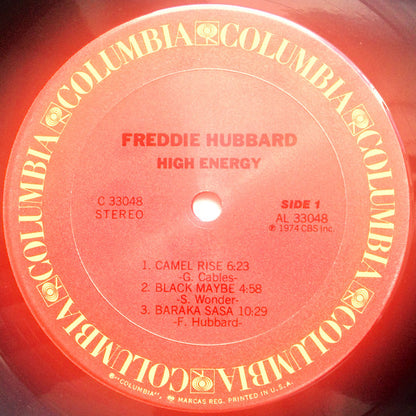 COLUMBIA COLUMBIA COLUMBIA COLUMBIA COLUMBIA COLUMBIA
FREDDIE HUBBARD
HIGH ENERGY
C 33048
STEREO
SIDE 1
AL 33048
℗ 1974 CBS Inc.
1. CAMEL RISE 6:23
-G. Cables-
2. BLACK MAYBE 4:58
-S. Wonder-
3. BARAKA SASA 10:29
-F. Hubbard-
"COLUMBIA", MARCAS REG. PRINTED IN U.S.A.